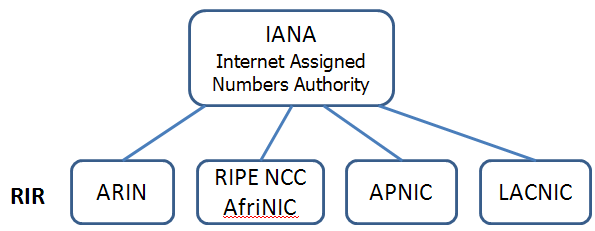 IANA
Internet Assigned
Numbers Authority
RIR
ARIN
RIPE NCC
AfriNIC
APNIC
LACNIC